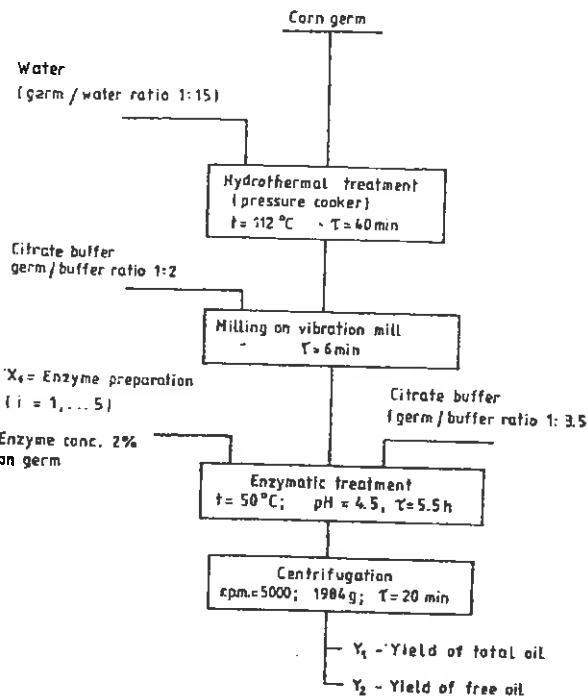 Corn germ
Water
(germ/water ratio 1:15)
Hydrothermal treatment
(pressure cooker)
t = 112 °C τ = 40 min
Citrate buffer
germ/buffer ratio 1:2
Milling on vibration mill
τ = 6 min
X₁ = Enzyme preparation
(i = 1,...5)
Enzyme conc. 2%
on germ
Citrate buffer
(germ/buffer ratio 1:3.5
Enzymatic treatment
t = 50°C; pH = 4.5, τ = 5.5 h
Centrifugation
r.p.m. = 5000; 1984 g; τ = 20 min
Y₁ - Yield of total oil
Y₂ - Yield of free oil